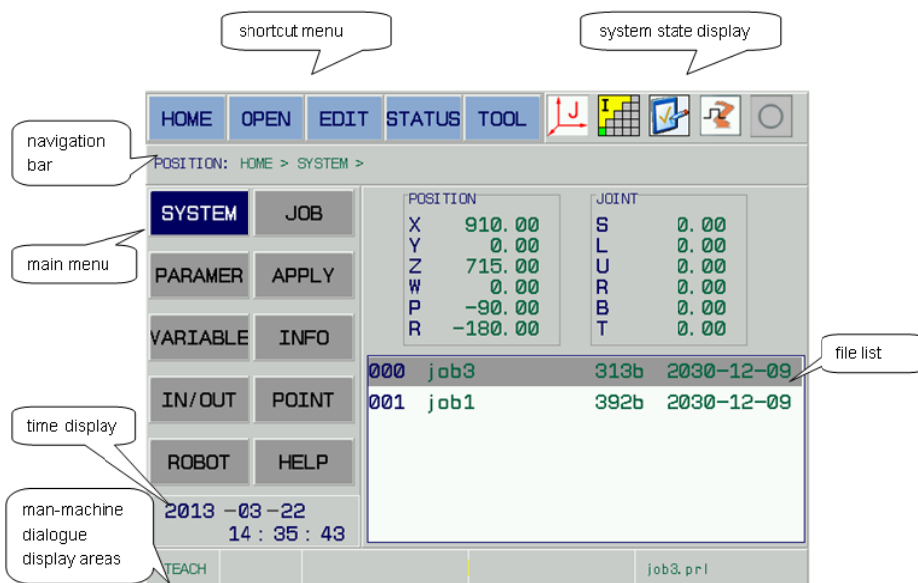 shortcut menu
system state display
HOME OPEN EDIT STATUS TOOL J I
navigation
bar
POSITION: HOME > SYSTEM >
main menu
SYSTEM JOB
PARAMER APPLY
VARIABLE INFO
IN/OUT POINT
ROBOT HELP
POSITION
X 910.00
Y 0.00
Z 715.00
W 0.00
P -90.00
R -180.00
JOINT
S 0.00
L 0.00
U 0.00
R 0.00
B 0.00
T 0.00
file list
000 job3 313b 2030-12-09
001 job1 392b 2030-12-09
time display
2013-03-22
14:35:43
man-machine
dialogue
display areas
TEACH job3.prl